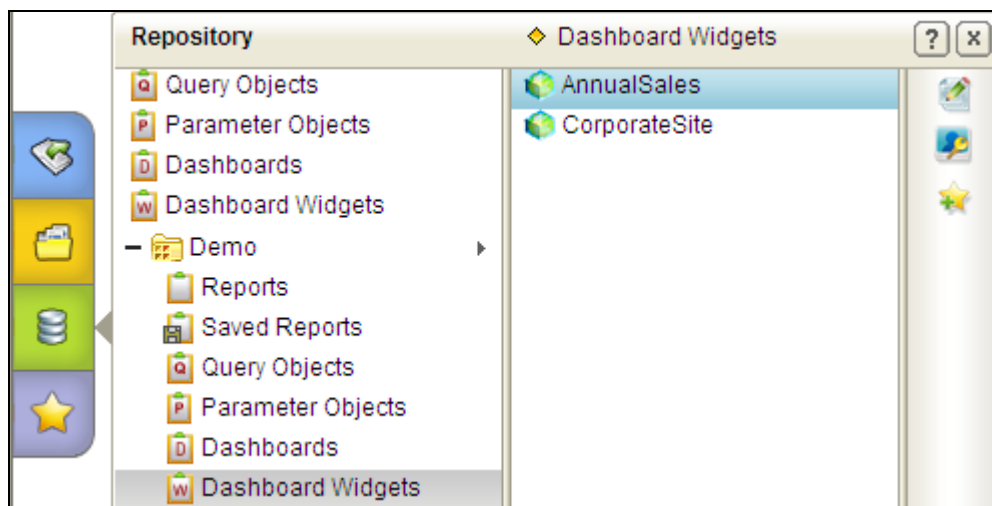 Repository
Dashboard Widgets
?
x
Query Objects
Parameter Objects
Dashboards
Dashboard Widgets
Demo
Reports
Saved Reports
Query Objects
Parameter Objects
Dashboards
Dashboard Widgets
AnnualSales
CorporateSite
Q
P
D
W
Q
P
D
W